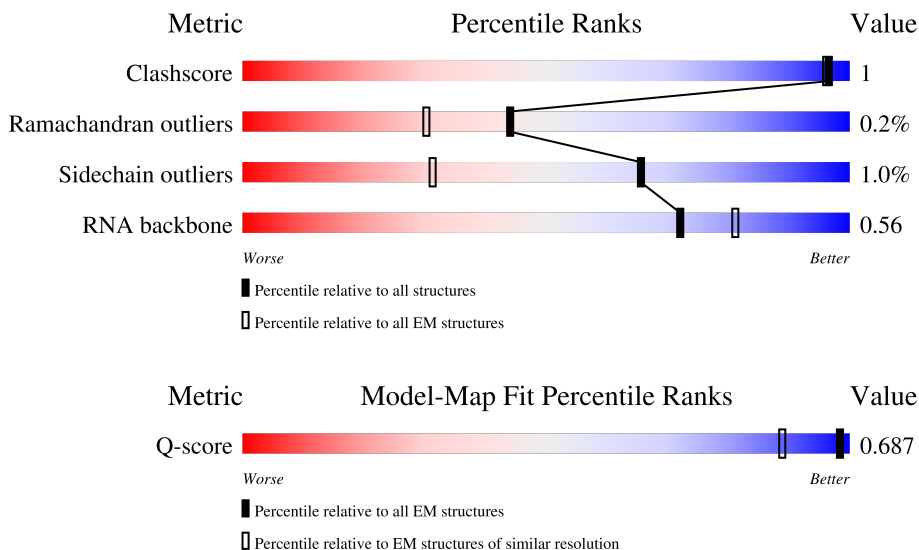 Metric Percentile Ranks Value
Clashscore 1
Ramachandran outliers 0.2%
Sidechain outliers 1.0%
RNA backbone 0.56
Worse Better
Percentile relative to all structures
Percentile relative to all EM structures
Metric Model-Map Fit Percentile Ranks Value
Q-score 0.687
Worse Better
Percentile relative to all EM structures
Percentile relative to EM structures of similar resolution